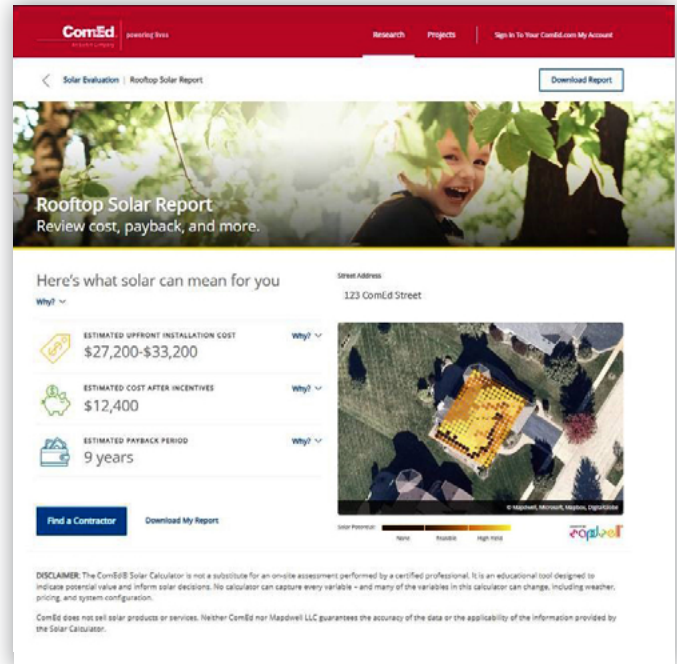 ComEd
powering lives
Research Projects Sign In To Your ComEd.com My Account
Solar Evaluation | Rooftop Solar Report
Download Report
Rooftop Solar Report
Review cost, payback, and more.
Here's what solar can mean for you
Why?
ESTIMATED UPFRONT INSTALLATION COST
Why?
$27,200-$33,200
ESTIMATED COST AFTER INCENTIVES
Why?
$12,400
ESTIMATED PAYBACK PERIOD
Why?
9 years
Find a Contractor
Download My Report
Street Address
123 ComEd Street
© Mapdwell, Microsoft, Mapbox, DigitalGlobe
Solar Potential:
None Feasible High Yield
mapdwell
DISCLAIMER: The ComEd® Solar Calculator is not a substitute for an on-site assessment performed by a certified professional. It is an educational tool designed to
indicate potential value and inform solar decisions. No calculator can capture every variable – and many of the variables in this calculator can change, including weather,
pricing, and system configuration.
ComEd does not sell solar products or services. Neither ComEd nor Mapdwell LLC guarantees the accuracy of the data or the applicability of the information provided by
the Solar Calculator.